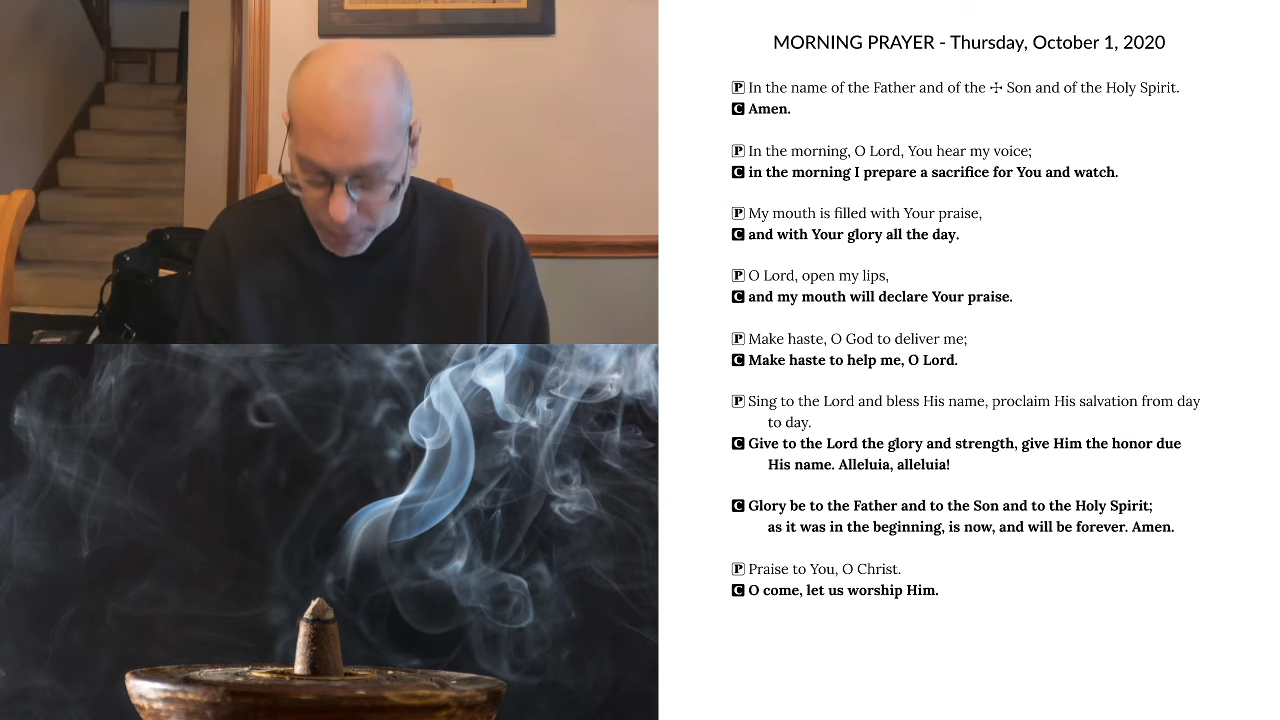 MORNING PRAYER - Thursday, October 1, 2020
P In the name of the Father and of the ☩ Son and of the Holy Spirit.
C Amen.
P In the morning, O Lord, You hear my voice;
C in the morning I prepare a sacrifice for You and watch.
P My mouth is filled with Your praise,
C and with Your glory all the day.
P O Lord, open my lips,
C and my mouth will declare Your praise.
P Make haste, O God to deliver me;
C Make haste to help me, O Lord.
P Sing to the Lord and bless His name, proclaim His salvation from day
to day.
C Give to the Lord the glory and strength, give Him the honor due
His name. Alleluia, alleluia!
C Glory be to the Father and to the Son and to the Holy Spirit;
as it was in the beginning, is now, and will be forever. Amen.
P Praise to You, O Christ.
C O come, let us worship Him.